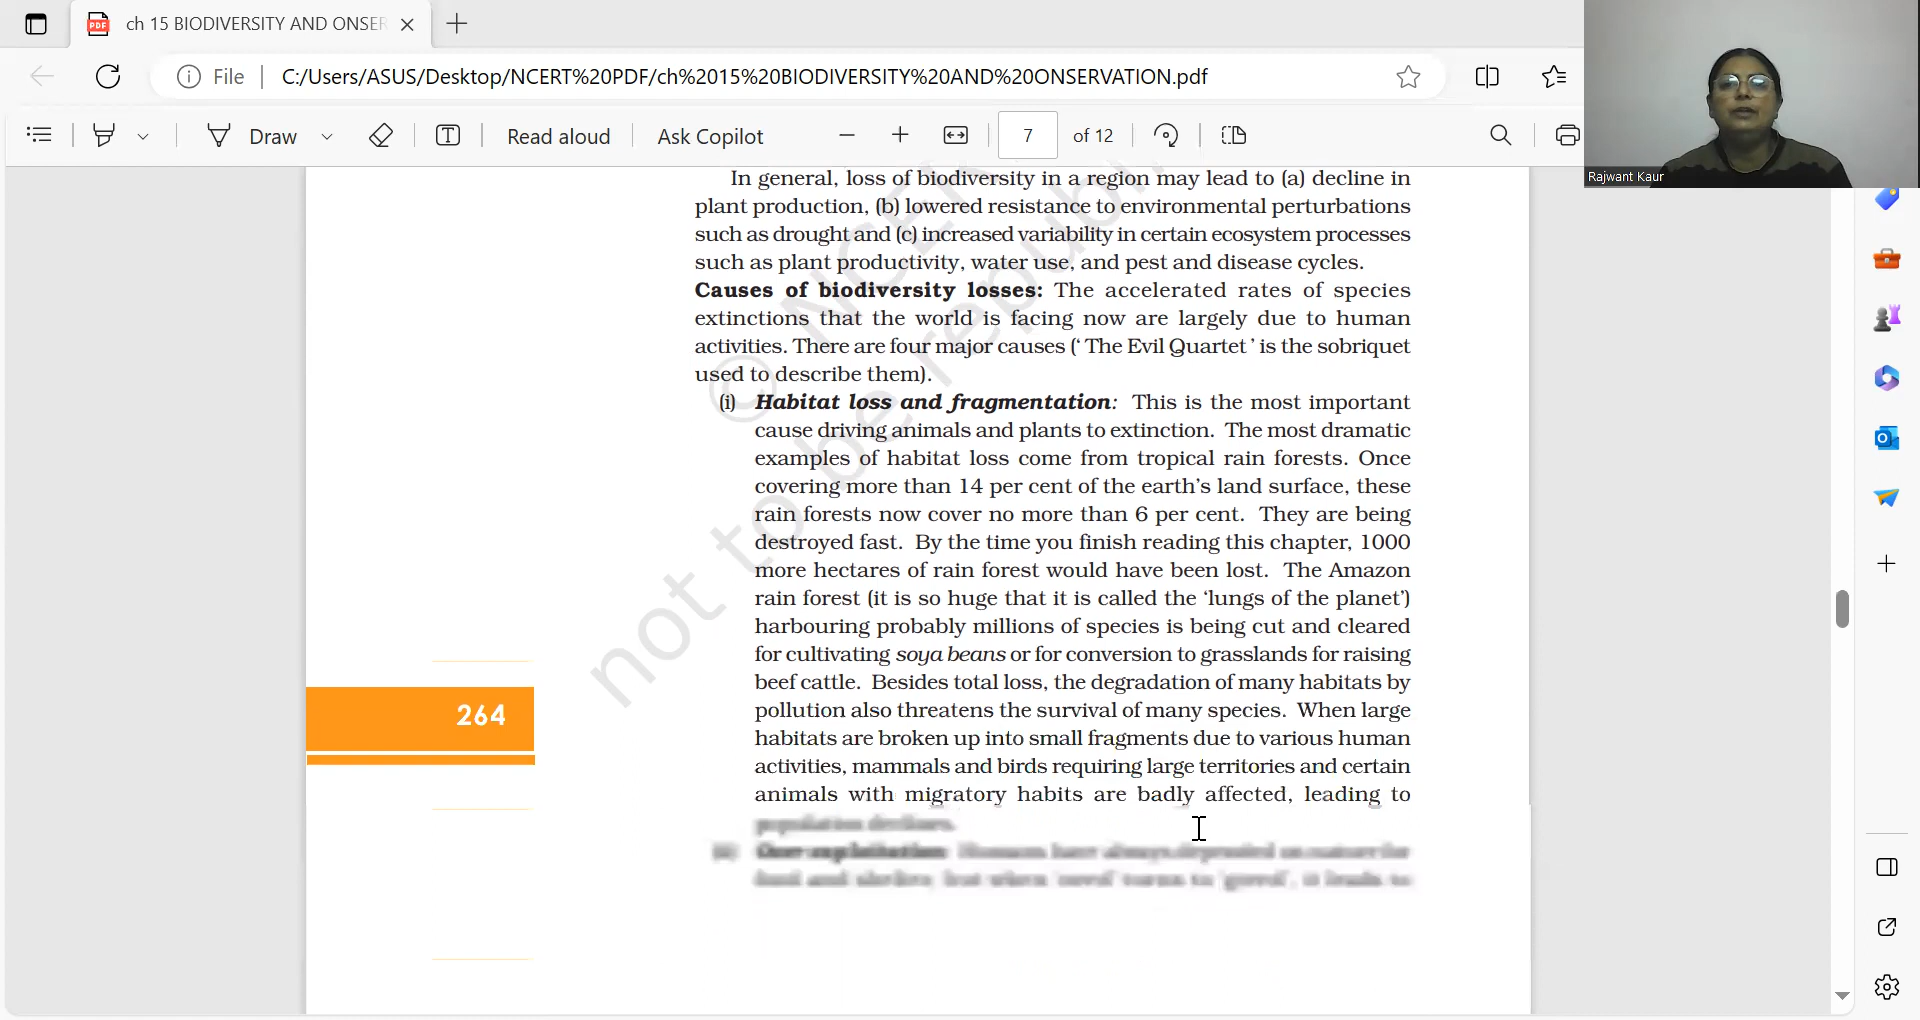 ch 15 BIODIVERSITY AND ONSER
File
C:/Users/ASUS/Desktop/NCERT%20PDF/ch%2015%20BIODIVERSITY%20AND%20ONSERVATION.pdf
Draw
Read aloud
Ask Copilot
7
of 12
Rajwant Kaur
In general, loss of biodiversity in a region may lead to (a) decline in
plant production, (b) lowered resistance to environmental perturbations
such as drought and (c) increased variability in certain ecosystem processes
such as plant productivity, water use, and pest and disease cycles.
Causes of biodiversity losses: The accelerated rates of species
extinctions that the world is facing now are largely due to human
activities. There are four major causes (‘ The Evil Quartet ’ is the sobriquet
used to describe them).
(i) Habitat loss and fragmentation: This is the most important
cause driving animals and plants to extinction. The most dramatic
examples of habitat loss come from tropical rain forests. Once
covering more than 14 per cent of the earth’s land surface, these
rain forests now cover no more than 6 per cent. They are being
destroyed fast. By the time you finish reading this chapter, 1000
more hectares of rain forest would have been lost. The Amazon
rain forest (it is so huge that it is called the ‘lungs of the planet’)
harbouring probably millions of species is being cut and cleared
for cultivating soya beans or for conversion to grasslands for raising
beef cattle. Besides total loss, the degradation of many habitats by
pollution also threatens the survival of many species. When large
habitats are broken up into small fragments due to various human
activities, mammals and birds requiring large territories and certain
animals with migratory habits are badly affected, leading to
population declines.
264
© NCER
not to be republi